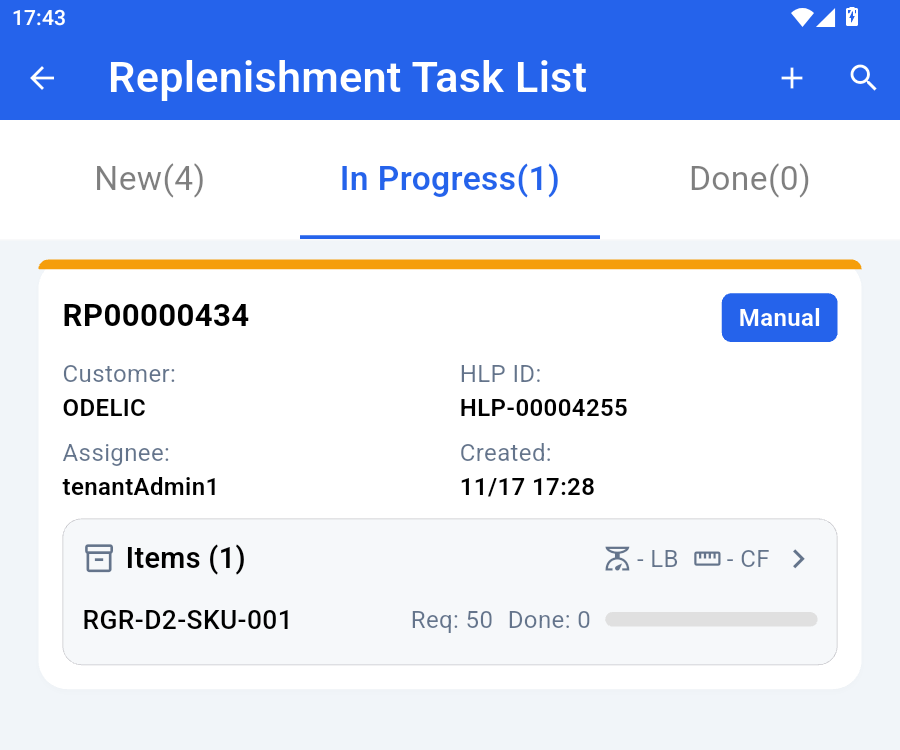 17:43
Replenishment Task List
New(4) In Progress(1) Done(0)
RP00000434 Manual
Customer: HLP ID:
ODELIC HLP-00004255
Assignee: Created:
tenantAdmin1 11/17 17:28
Items (1) - LB - CF
RGR-D2-SKU-001 Req: 50 Done: 0